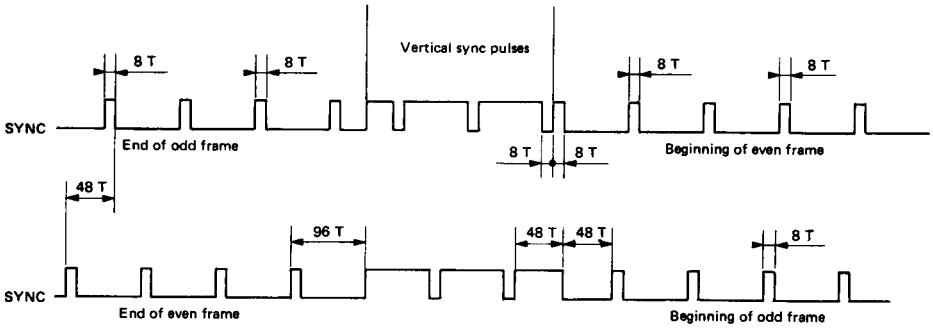 Vertical sync pulses
8 T
8 T
8 T
8 T
SYNC
End of odd frame
8 T
8 T
Beginning of even frame
48 T
96 T
48 T
48 T
8 T
SYNC
End of even frame
Beginning of odd frame